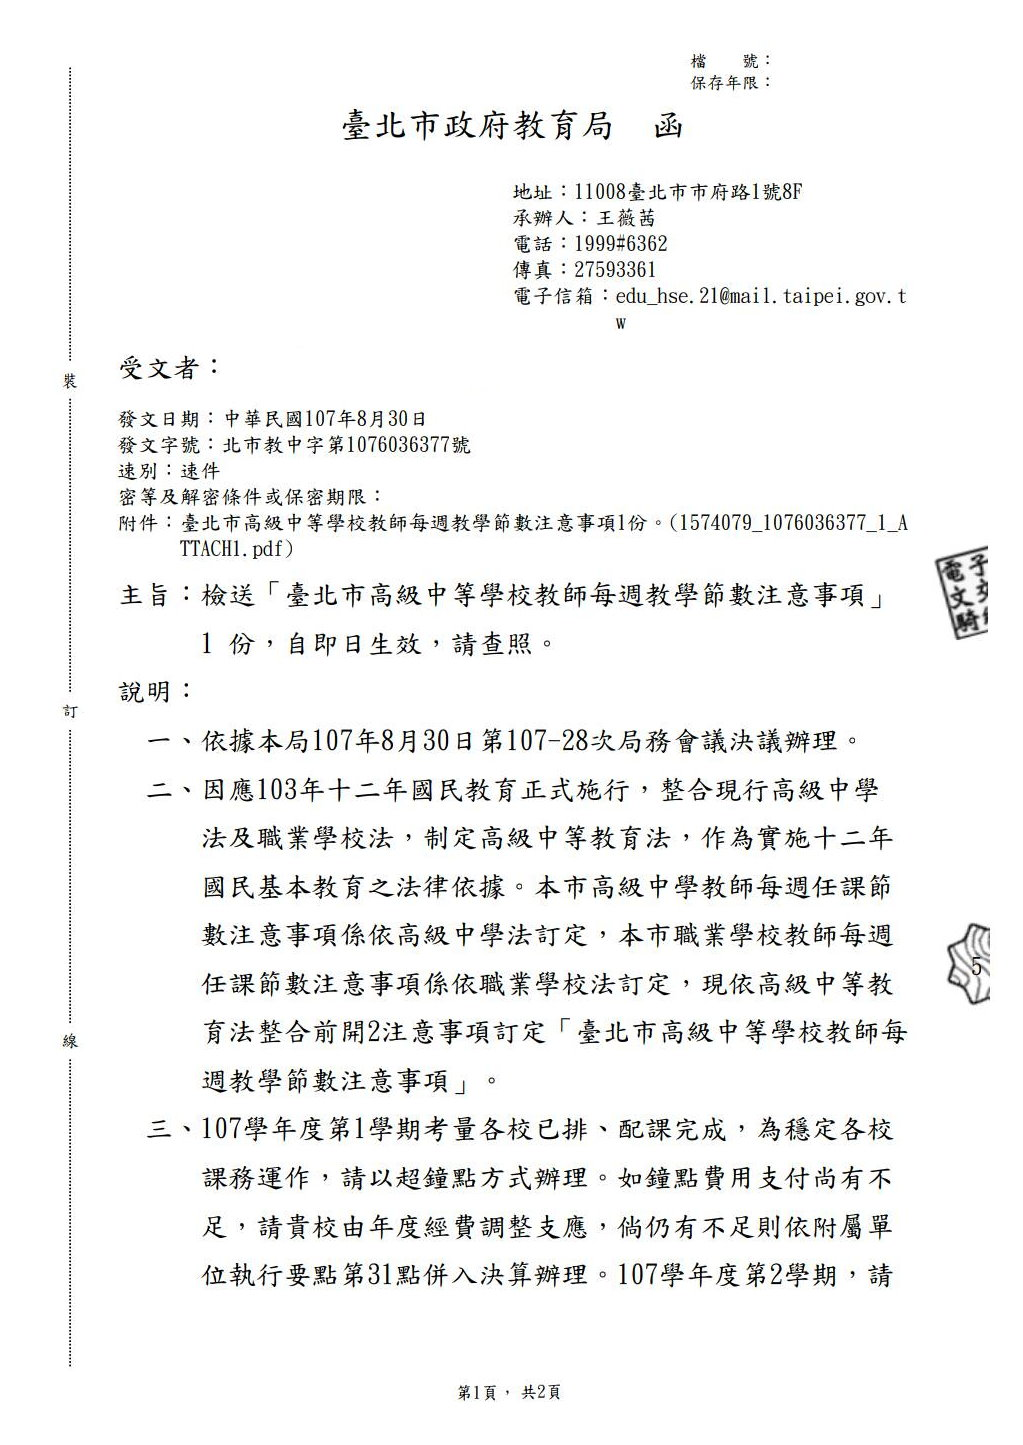 檔　　號：
保存年限：
臺北市政府教育局　函
地址：11008臺北市市府路1號8F
承辦人：王薇茜
電話：1999#6362
傳真：27593361
電子信箱：edu_hse.21@mail.taipei.gov.t
w
受文者：
發文日期：中華民國107年8月30日
發文字號：北市教中字第1076036377號
速別：速件
密等及解密條件或保密期限：
附件：臺北市高級中等學校教師每週教學節數注意事項1份。(1574079_1076036377_1_A
TTACH1.pdf)
主旨：檢送「臺北市高級中等學校教師每週教學節數注意事項」
1 份，自即日生效，請查照。
說明：
一、依據本局107年8月30日第107-28次局務會議決議辦理。
二、因應103年十二年國民教育正式施行，整合現行高級中學
法及職業學校法，制定高級中等教育法，作為實施十二年
國民基本教育之法律依據。本市高級中學教師每週任課節
數注意事項係依高級中學法訂定，本市職業學校教師每週
任課節數注意事項係依職業學校法訂定，現依高級中等教
育法整合前開2注意事項訂定「臺北市高級中等學校教師每
週教學節數注意事項」。
三、107學年度第1學期考量各校已排、配課完成，為穩定各校
課務運作，請以超鐘點方式辦理。如鐘點費用支付尚有不
足，請貴校由年度經費調整支應，倘仍有不足則依附屬單
位執行要點第31點併入決算辦理。107學年度第2學期，請
裝
訂
線
電子
文
騎
5
第1頁， 共2頁